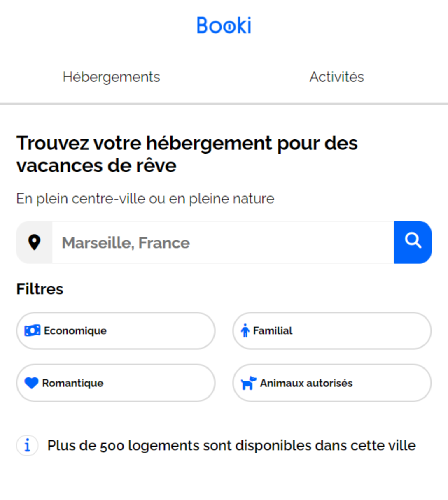 Booki
Hébergements
Activités
Trouvez votre hébergement pour des
vacances de rêve
En plein centre-ville ou en pleine nature
Marseille, France
Filtres
Economique
Familial
Romantique
Animaux autorisés
Plus de 500 logements sont disponibles dans cette ville